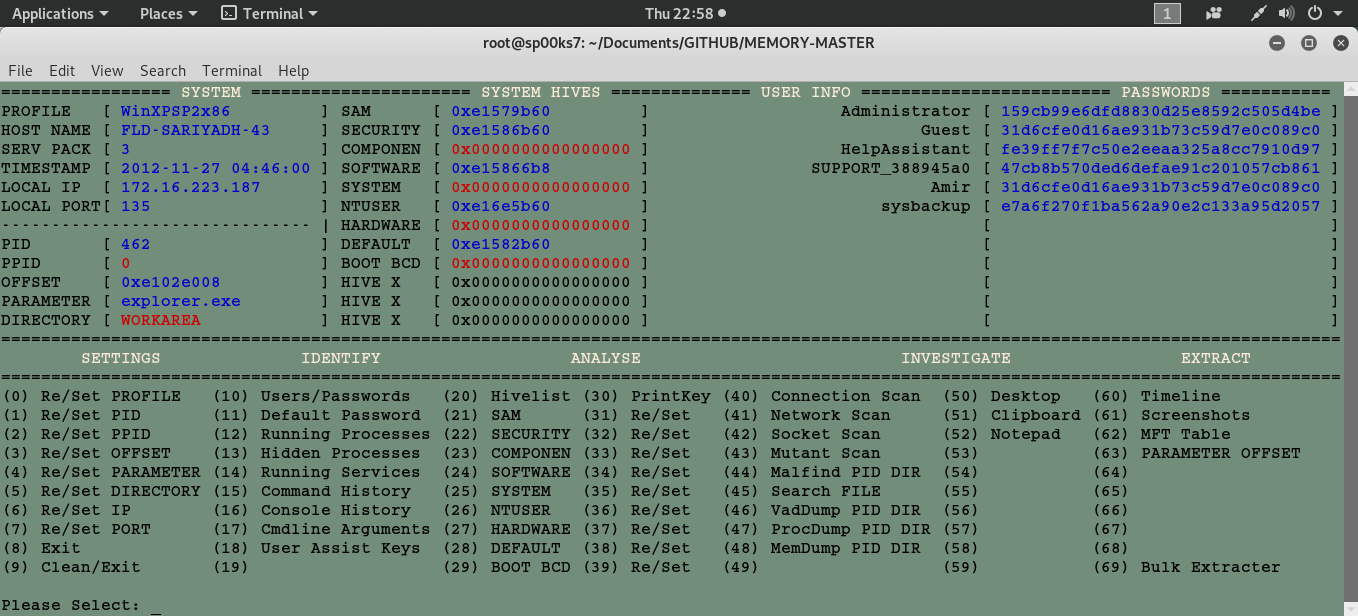 Applications Places Terminal Thu 22:58 1
root@sp00ks7: ~/Documents/GITHUB/MEMORY-MASTER
File Edit View Search Terminal Help
================= SYSTEM =================== SYSTEM HIVES ============== USER INFO ========================= PASSWORDS ===========
PROFILE [ WinXPSP2x86 ] SAM [ 0xe1579b60 ] Administrator [ 159cb99e6dfd8830d25e8592c505d4be ]
HOST NAME [ FLD-SARIYADH-43 ] SECURITY [ 0xe1586b60 ] Guest [ 31d6cfe0d16ae931b73c59d7e0c089c0 ]
SERV PACK [ 3 ] COMPONEN [ 0x0000000000000000 ] HelpAssistant [ fe39ff7f7c50e2eeaa325a8cc7910d97 ]
TIMESTAMP [ 2012-11-27 04:46:00 ] SOFTWARE [ 0xe15866b8 ] SUPPORT_388945a0 [ 47cb8b570ded6defae91c201057cb861 ]
LOCAL IP [ 172.16.223.187 ] SYSTEM [ 0x0000000000000000 ] Amir [ 31d6cfe0d16ae931b73c59d7e0c089c0 ]
LOCAL PORT[ 135 ] NTUSER [ 0xe16e5b60 ] sysbackup [ e7a6f270f1ba562a90e2c133a95d2057 ]
------------------------------- | HARDWARE [ 0x0000000000000000 ] [ ]
PID [ 462 ] DEFAULT [ 0xe1582b60 ] [ ]
PPID [ 0 ] BOOT BCD [ 0x0000000000000000 ] [ ]
OFFSET [ 0xe102e008 ] HIVE X [ 0x0000000000000000 ] [ ]
PARAMETER [ explorer.exe ] HIVE X [ 0x0000000000000000 ] [ ]
DIRECTORY [ WORKAREA ] HIVE X [ 0x0000000000000000 ] [ ]
======================================================================================================================================
SETTINGS IDENTIFY ANALYSE INVESTIGATE EXTRACT
======================================================================================================================================
(0) Re/Set PROFILE (10) Users/Passwords (20) Hivelist (30) PrintKey (40) Connection Scan (50) Desktop (60) Timeline
(1) Re/Set PID (11) Default Password (21) SAM (31) Re/Set (41) Network Scan (51) Clipboard (61) Screenshots
(2) Re/Set PPID (12) Running Processes (22) SECURITY (32) Re/Set (42) Socket Scan (52) Notepad (62) MFT Table
(3) Re/Set OFFSET (13) Hidden Processes (23) COMPONEN (33) Re/Set (43) Mutant Scan (53) (63) PARAMETER OFFSET
(4) Re/Set PARAMETER (14) Running Services (24) SOFTWARE (34) Re/Set (44) Malfind PID DIR (54) (64)
(5) Re/Set DIRECTORY (15) Command History (25) SYSTEM (35) Re/Set (45) Search FILE (55) (65)
(6) Re/Set IP (16) Console History (26) NTUSER (36) Re/Set (46) VadDump PID DIR (56) (66)
(7) Re/Set PORT (17) Cmdline Arguments (27) HARDWARE (37) Re/Set (47) ProcDump PID DIR (57) (67)
(8) Exit (18) User Assist Keys (28) DEFAULT (38) Re/Set (48) MemDump PID DIR (58) (68)
(9) Clean/Exit (19) (29) BOOT BCD (39) Re/Set (49) (59) (69) Bulk Extracter
Please Select: _